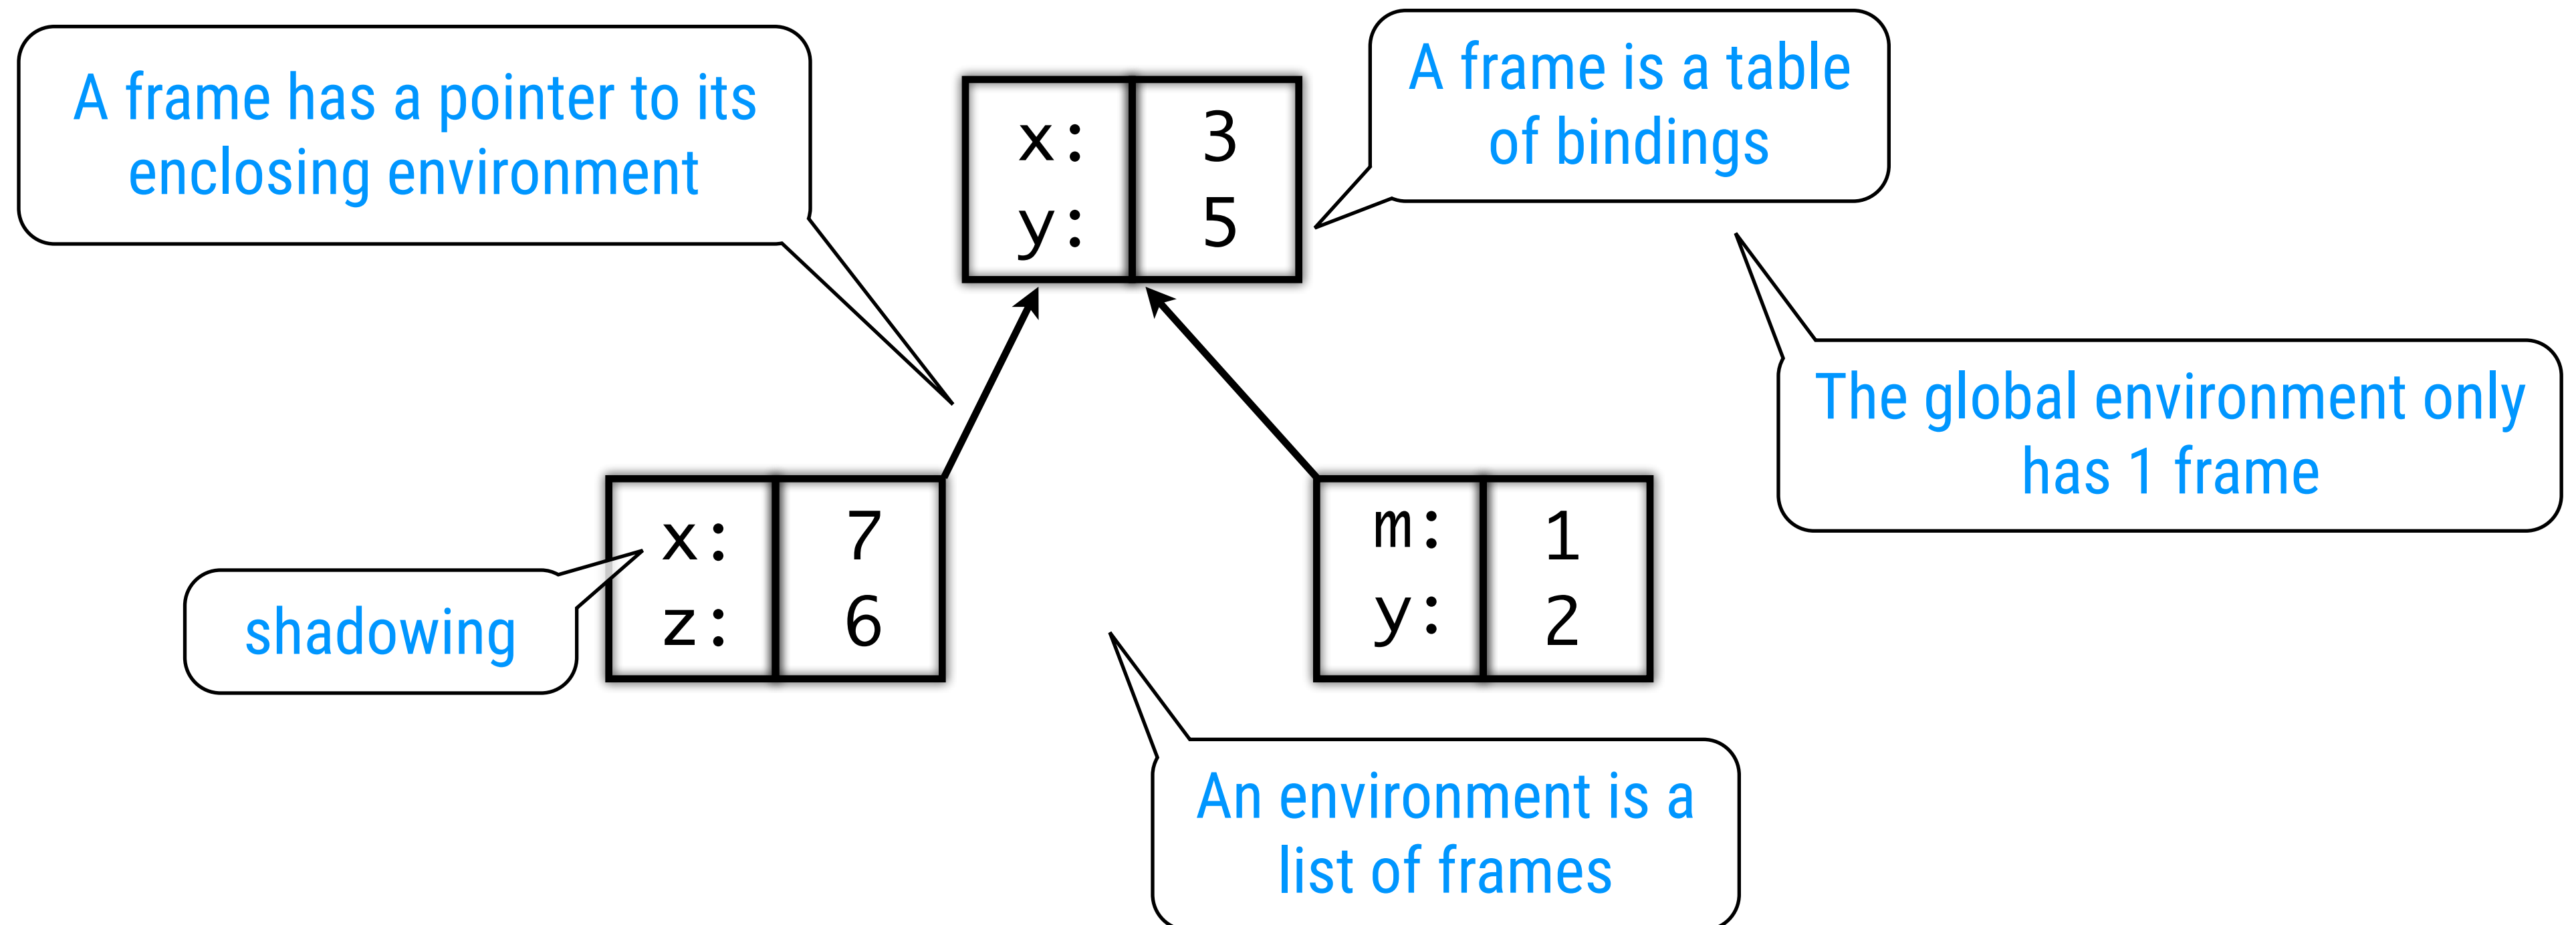 A frame has a pointer to its
enclosing environment
A frame is a table
of bindings
x: 3
y: 5
The global environment only
has 1 frame
x: 7
z: 6
m: 1
y: 2
shadowing
An environment is a
list of frames